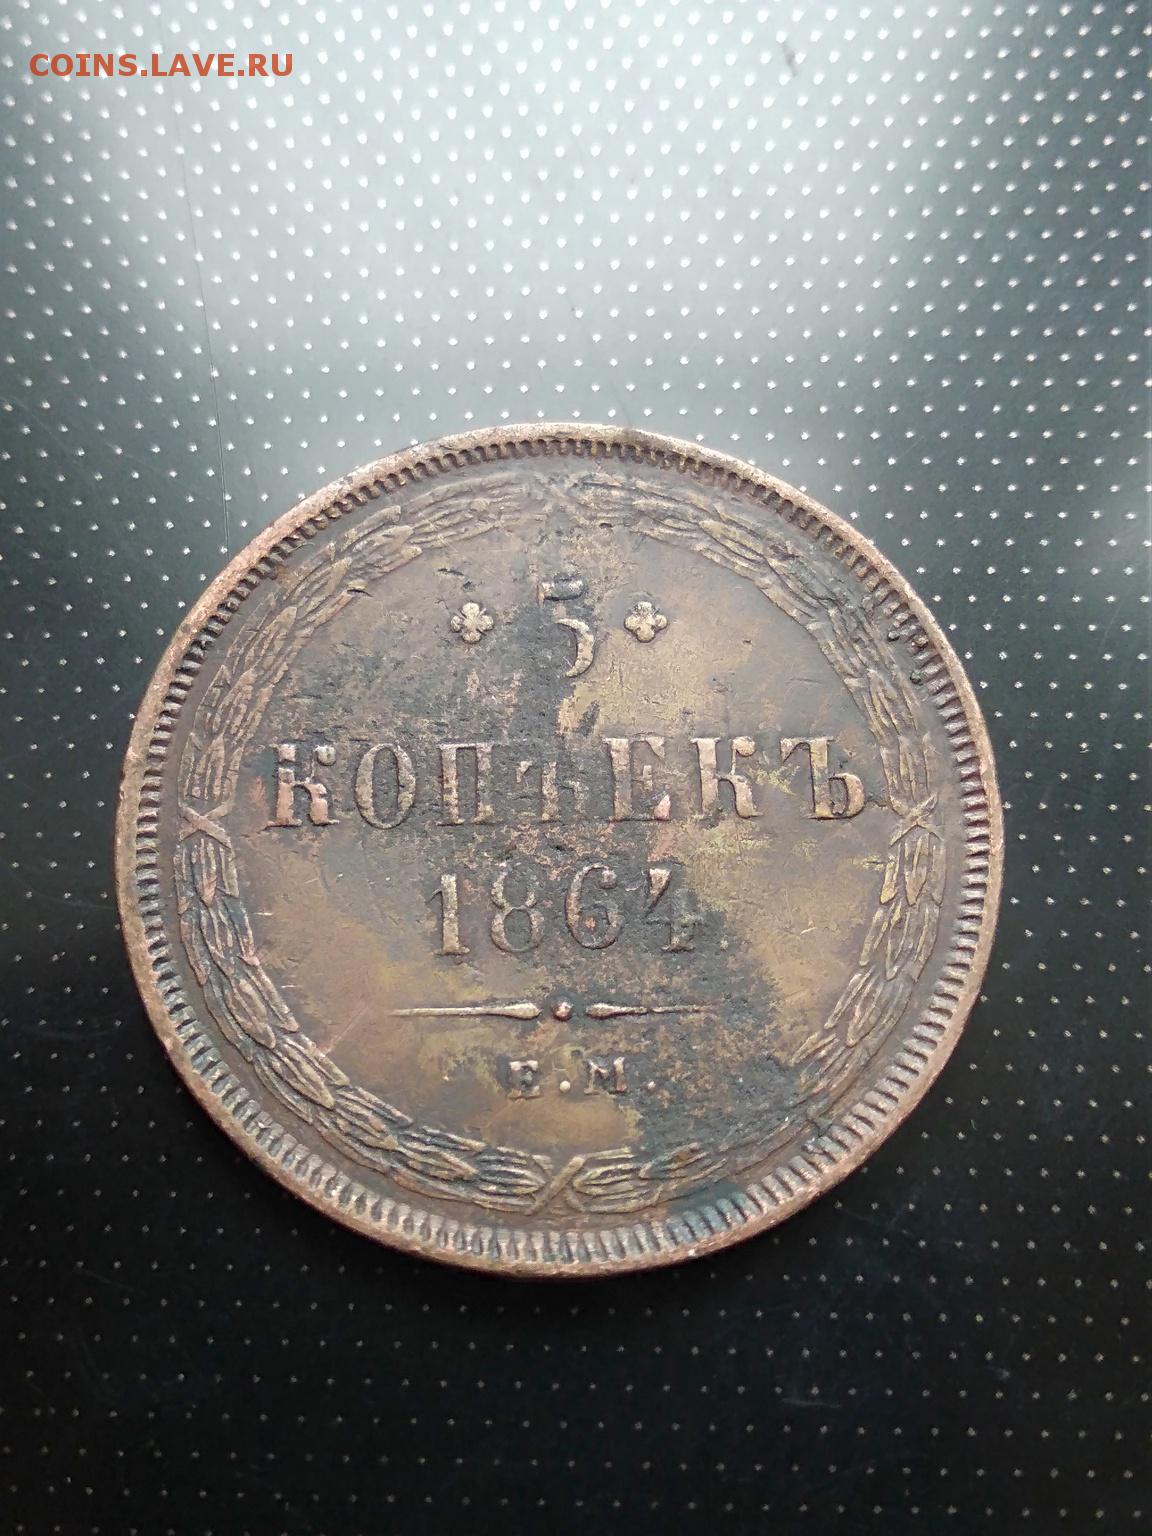 COINS.LAVE.RU
5
КОПѢЕКЪ
1864.
Е.М.